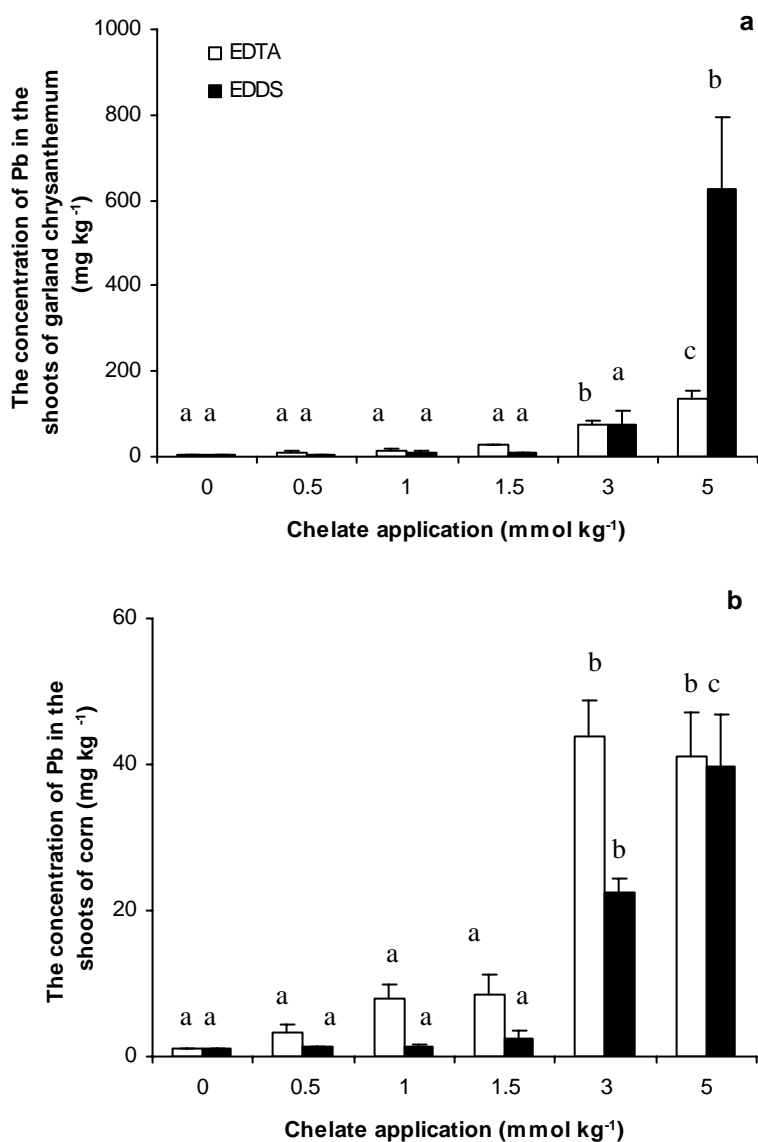 a
1000
EDTA
EDDS
b
800
The concentration of Pb in the
shoots of garland chrysanthemum
(mg kg -1)
600
400
c
a
b
200
a a a a a a a a
0
0 0.5 1 1.5 3 5
Chelate application (mmol kg-1)
b
60
b
b c
The concentration of Pb in the
shoots of corn (mg kg -1)
40
b
20
a
a
a a a a a a
0
0 0.5 1 1.5 3 5
Chelate application (mmol kg-1)